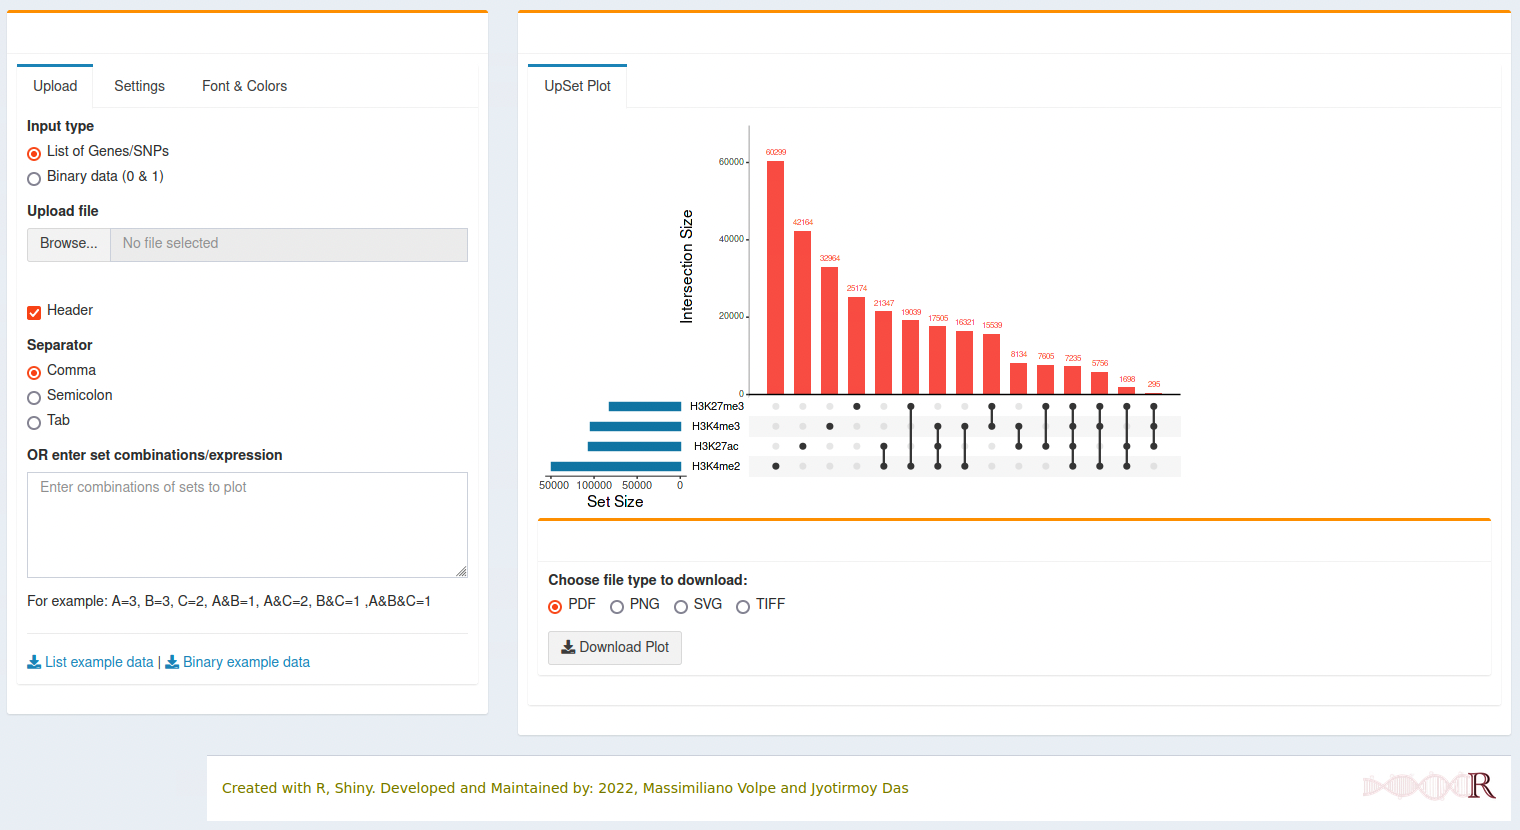 Upload Settings Font & Colors
Input type
List of Genes/SNPs
Binary data (0 & 1)
Upload file
Browse... No file selected
Header
Separator
Comma
Semicolon
Tab
OR enter set combinations/expression
Enter combinations of sets to plot
For example: A=3, B=3, C=2, A&B=1, A&C=2, B&C=1 ,A&B&C=1
List example data | Binary example data
UpSet Plot
Intersection Size
60000
40000
20000
0
60299
42164
32964
25174
21347
19039
17505
16321
15539
8134
7605
7235
5756
1698
295
H3K27me3
H3K4me3
H3K27ac
H3K4me2
50000 100000 50000 0
Set Size
Choose file type to download:
PDF PNG SVG TIFF
Download Plot
Created with R, Shiny. Developed and Maintained by: 2022, Massimiliano Volpe and Jyotirmoy Das
R